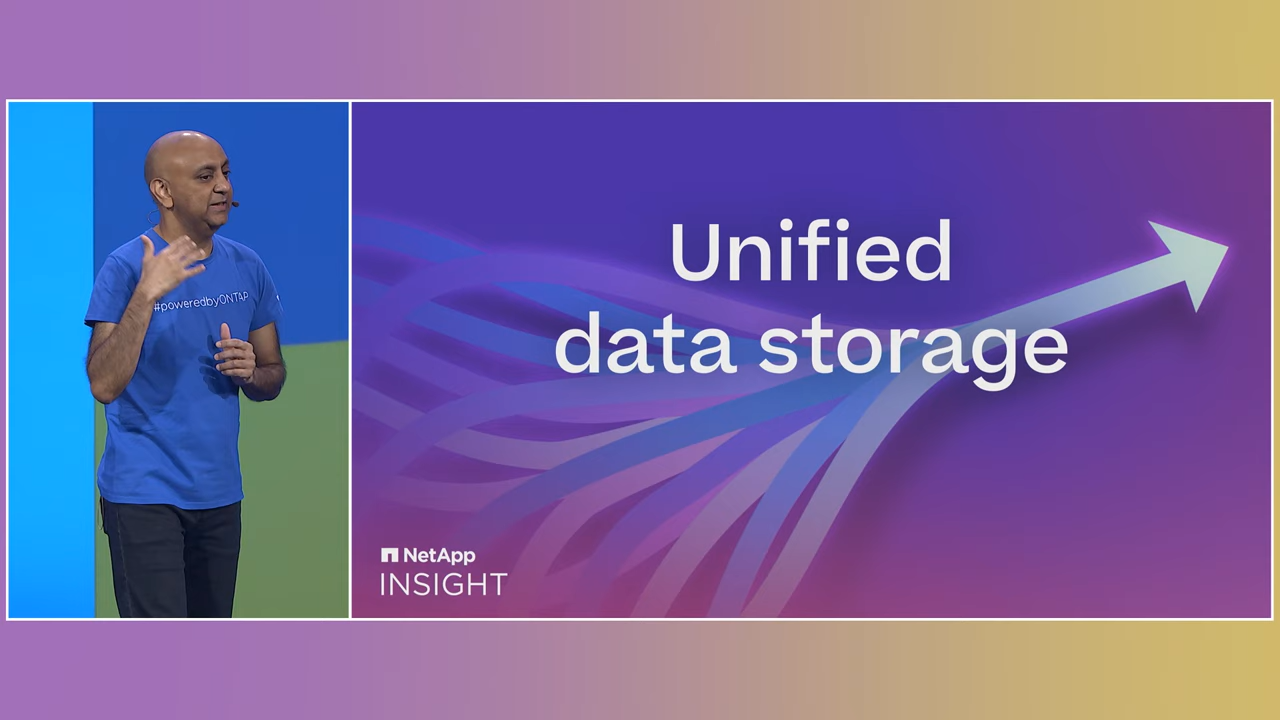 #poweredbyONTAP
Unified
data storage
NetApp
INSIGHT